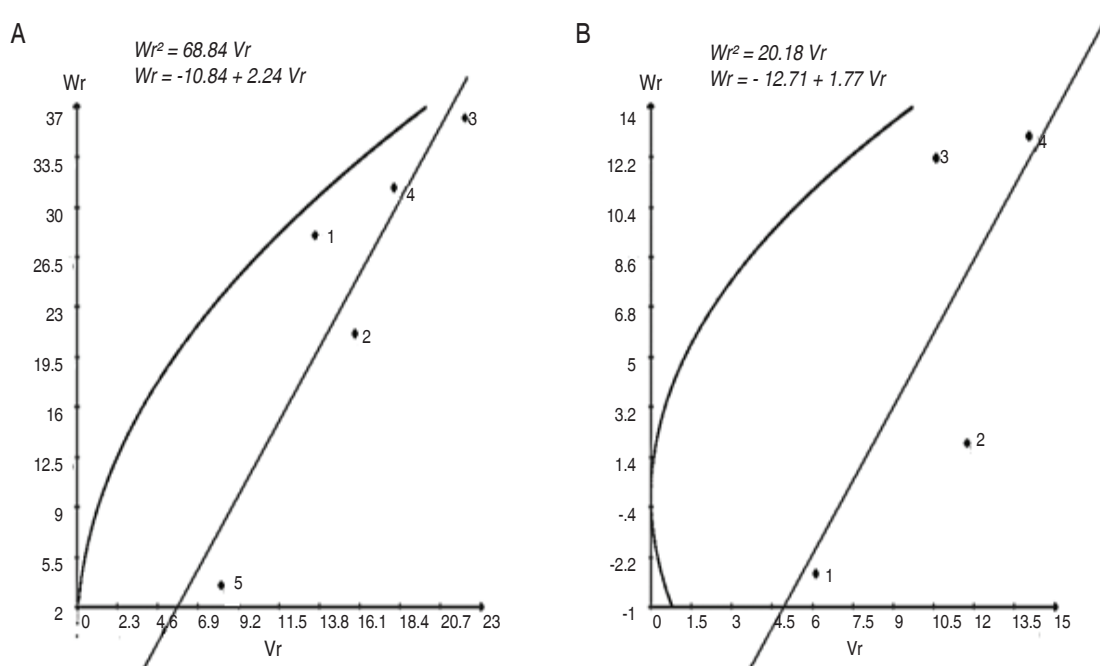 A
Wr² = 68.84 Vr
Wr = -10.84 + 2.24 Vr
Wr
37
33.5
30
26.5
23
19.5
16
12.5
9
5.5
2
3
4
1
2
5
0 2.3 4.6 6.9 9.2 11.5 13.8 16.1 18.4 20.7 23
Vr
B
Wr² = 20.18 Vr
Wr = - 12.71 + 1.77 Vr
Wr
14
12.2
10.4
8.6
6.8
5
3.2
1.4
-.4
-2.2
-1
4
3
2
1
0 1.5 3 4.5 6 7.5 9 10.5 12 13.5 15
Vr